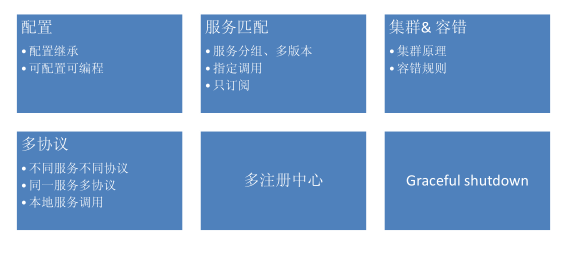 配置
• 配置继承
• 可配置可编程
服务匹配
• 服务分组、多版本
• 指定调用
• 只订阅
集群& 容错
• 集群原理
• 容错规则
多协议
• 不同服务不同协议
• 同一服务多协议
• 本地服务调用
多注册中心
Graceful shutdown